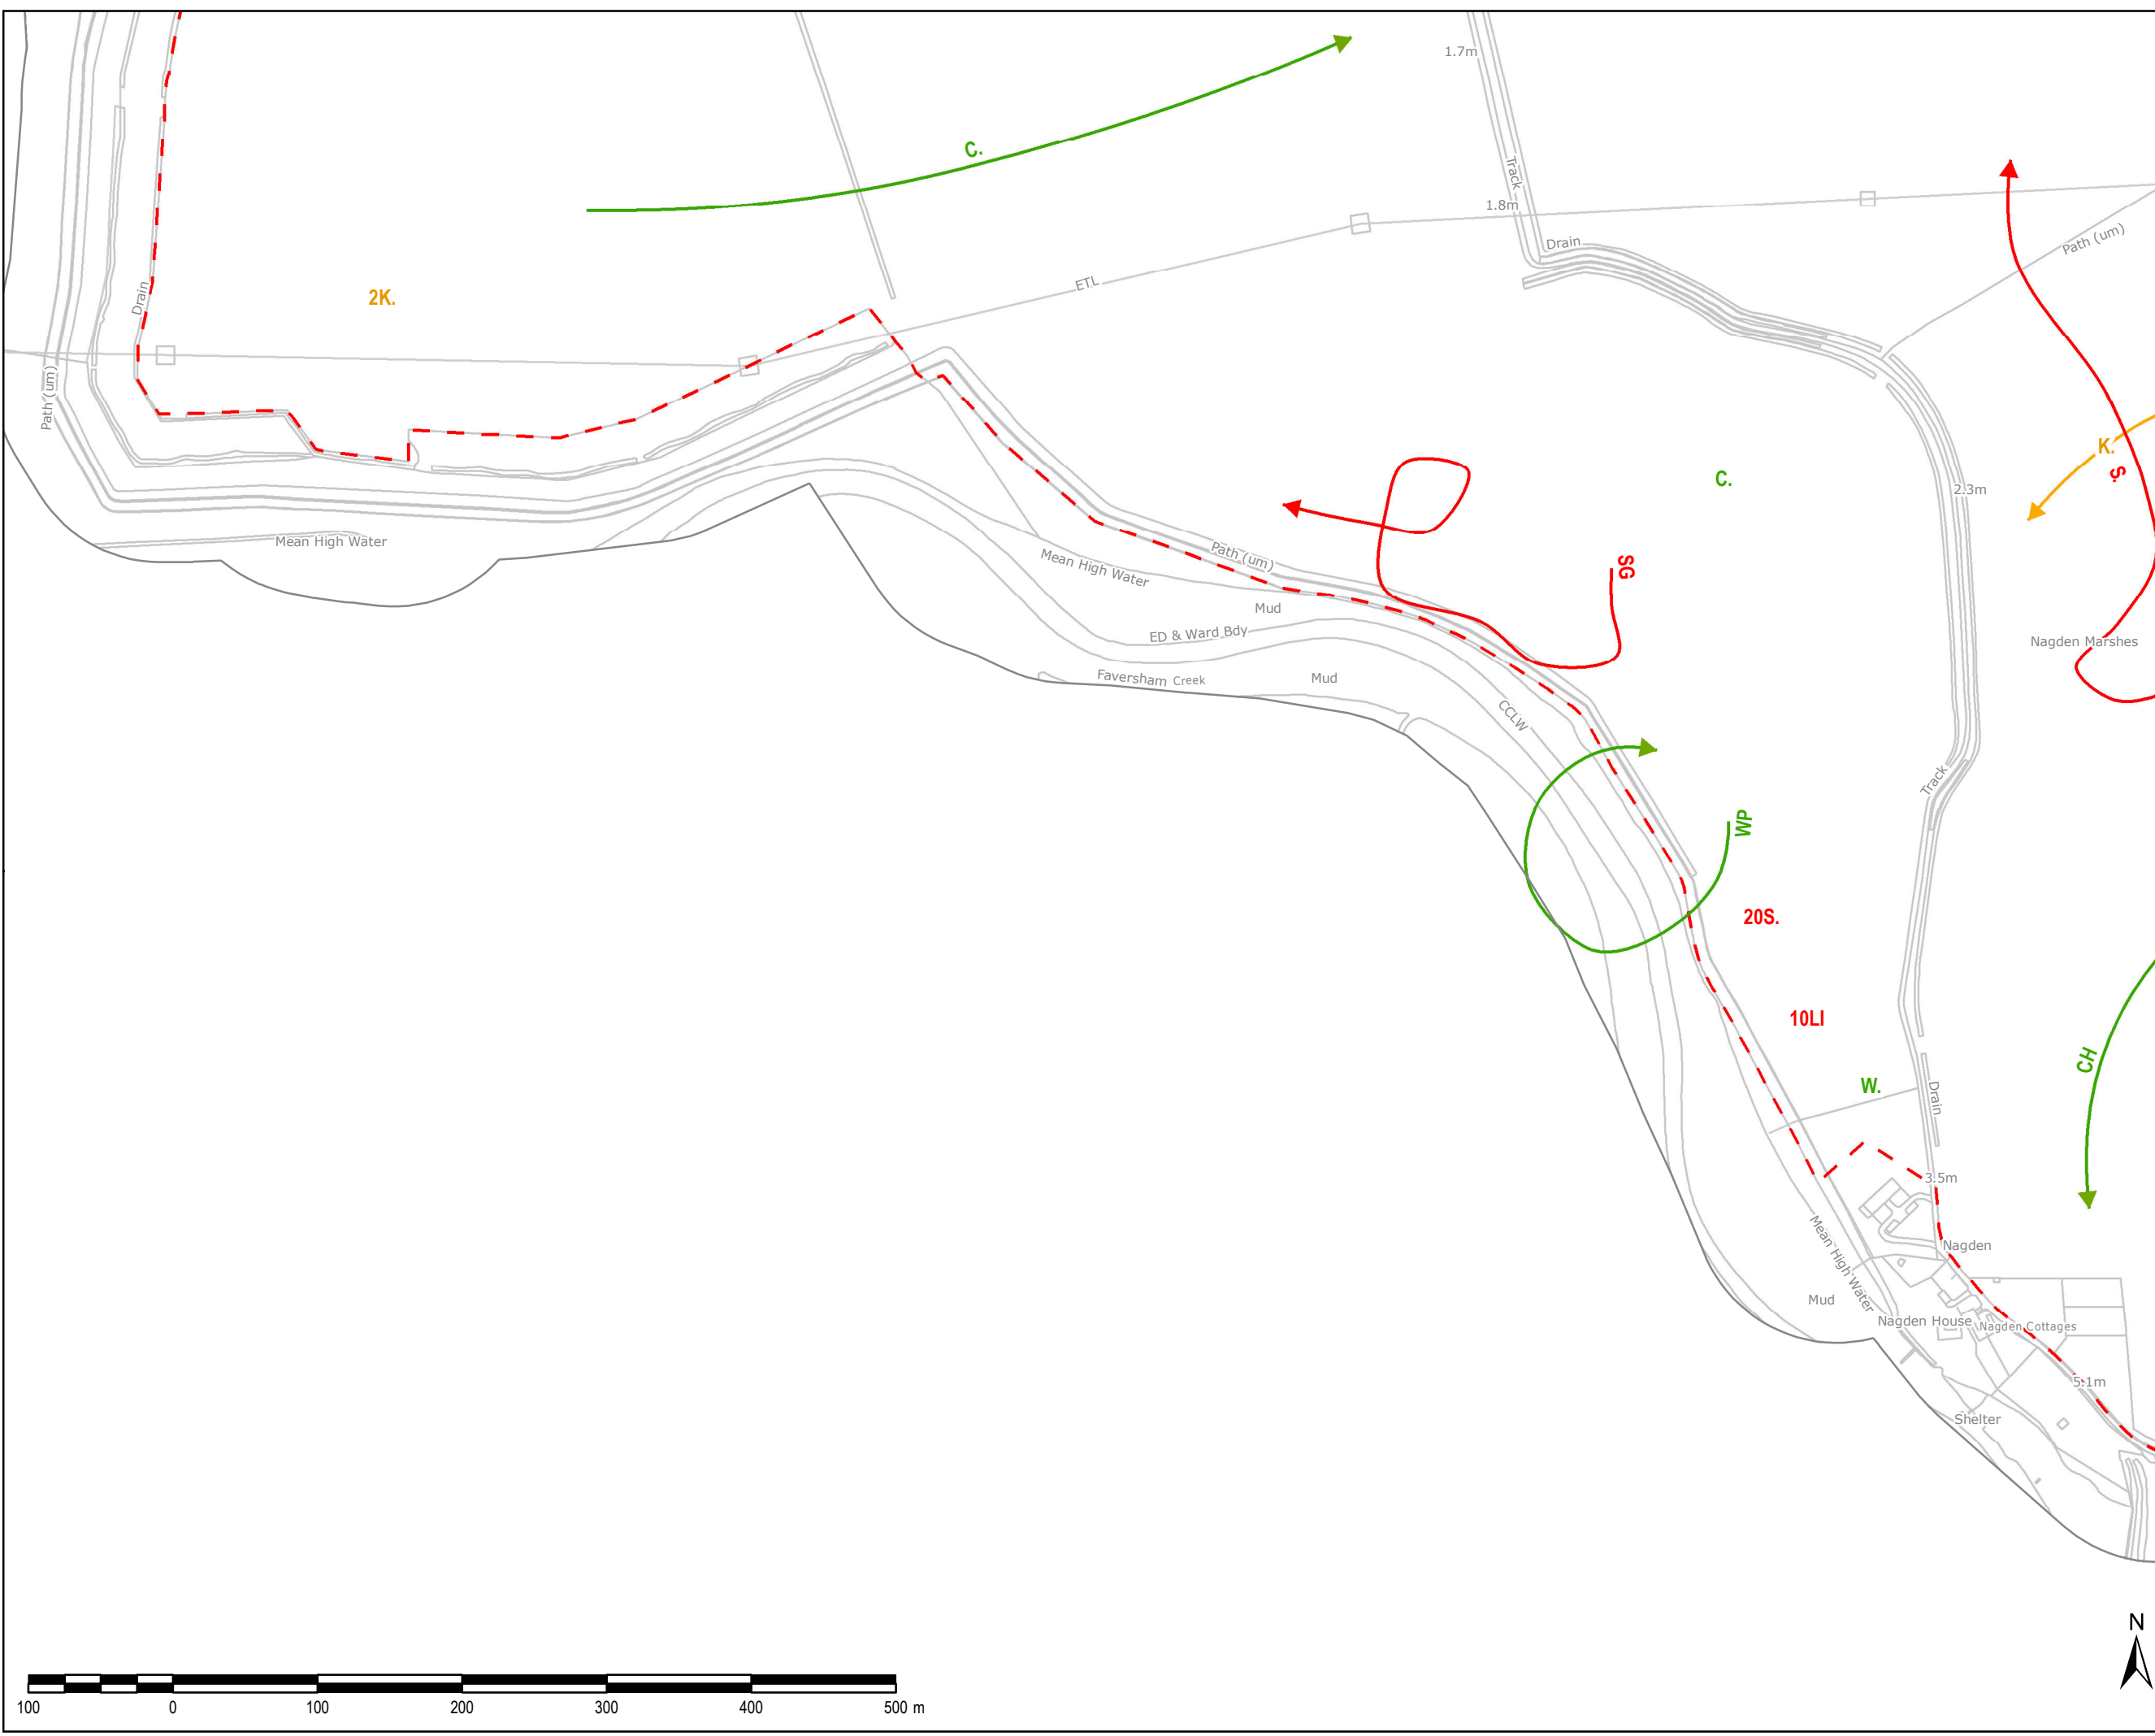 1.7m
C.
Track
1.8m
Path (um)
Drain
ETL
Drain
2K.
Path (um)
K.
S.
C.
2.3m
Mean High Water
Path (um)
Mean High Water
SG
Mud
ED & Ward Bdy
Nagden Marshes
Faversham Creek
Mud
CCLW
Track
WP
20S.
10LI
CH
W.
Drain
3.5m
Nagden
Mean High Water
Mud
Nagden House
Nagden Cottages
5.1m
Shelter
N
100 0 100 200 300 400 500 m